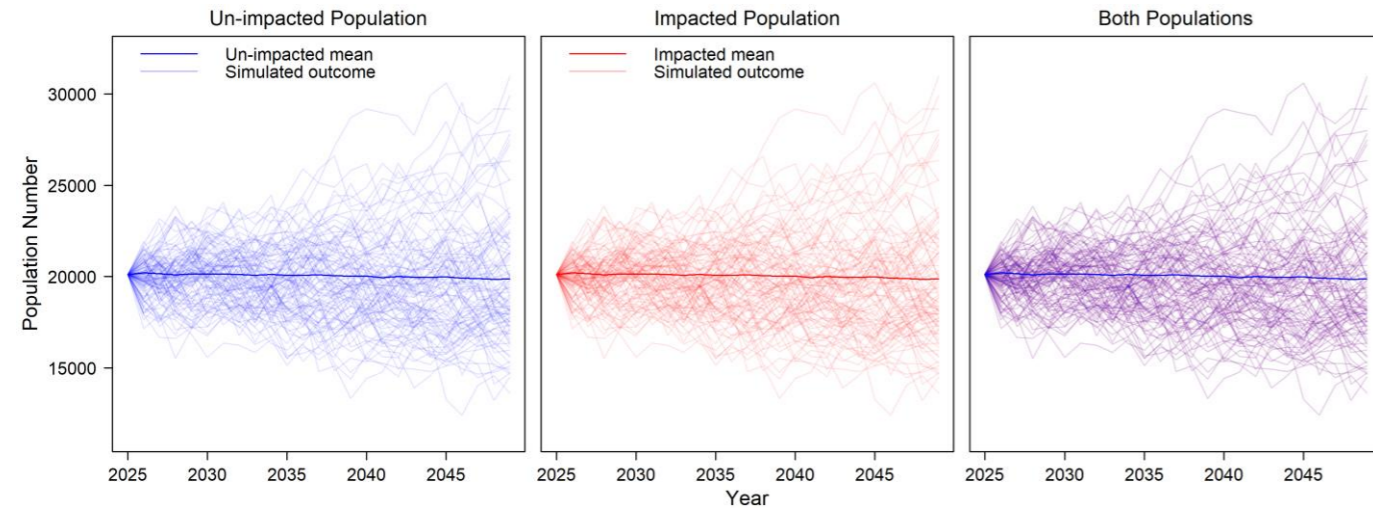 Un-impacted Population
Impacted Population
Both Populations
Un-impacted mean
Simulated outcome
Impacted mean
Simulated outcome
Population Number
30000
25000
20000
15000
2025 2030 2035 2040 2045
2025 2030 2035 2040 2045
2025 2030 2035 2040 2045
Year